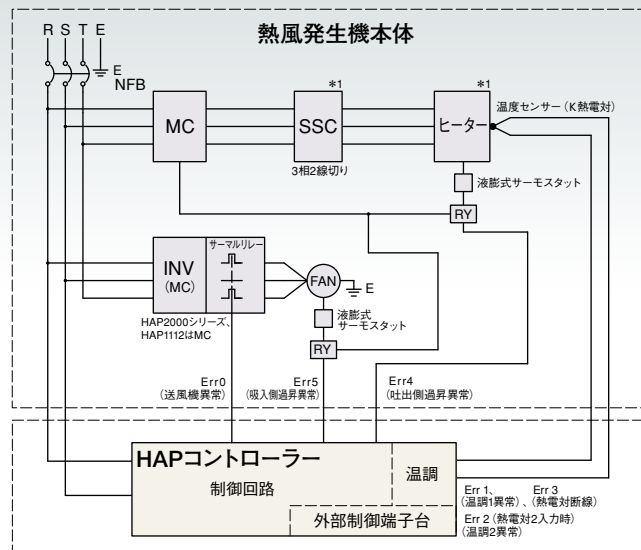 熱風発生機本体
R S T E
E
NFB
*1
*1
MC
SSC
ヒーター
温度センサー(K熱電対)
3相2線切り
液膨式サーモスタット
RY
サーマルリレー
INV
(MC)
FAN
E
HAP2000シリーズ、
HAP1112はMC
液膨式
サーモスタット
RY
Err0
(送風機異常)
Err5
(吸入側過昇異常)
Err4
(吐出側過昇異常)
HAPコントローラー
制御回路
温調
外部制御端子台
Err 1、 Err 3
(温調1異常)、(熱電対断線)
Err 2 (熱電対2入力時)
(温調2異常)